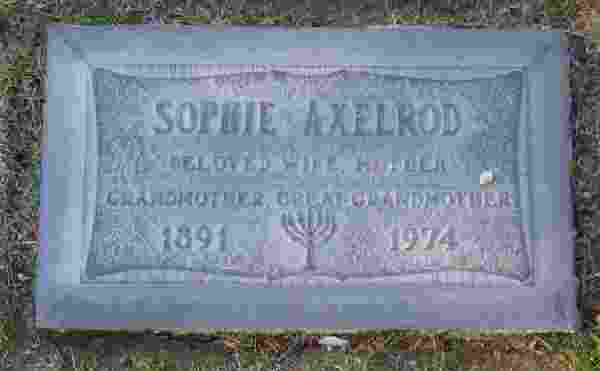 SOPHIE AXELROD
BELOVED WIFE MOTHER
GRANDMOTHER GREAT GRANDMOTHER
1891 1974